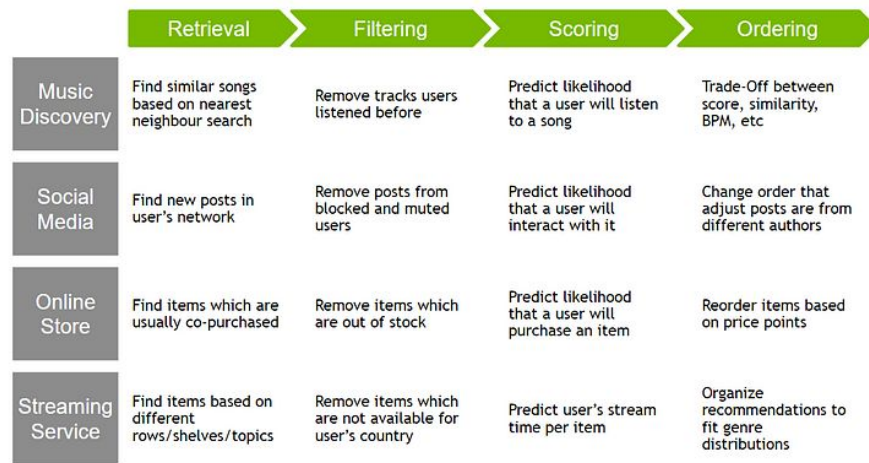 Retrieval
Filtering
Scoring
Ordering
Music
Discovery
Find similar songs
based on nearest
neighbour search
Remove tracks users
listened before
Predict likelihood
that a user will listen
to a song
Trade-Off between
score, similarity,
BPM, etc
Social
Media
Find new posts in
user's network
Remove posts from
blocked and muted
users
Predict likelihood
that a user will
interact with it
Change order that
adjust posts are from
different authors
Online
Store
Find items which are
usually co-purchased
Remove items which
are out of stock
Predict likelihood
that a user will
purchase an item
Reorder items based
on price points
Streaming
Service
Find items based on
different
rows/shelves/topics
Remove items which
are not available for
user's country
Predict user's stream
time per item
Organize
recommendations to
fit genre
distributions